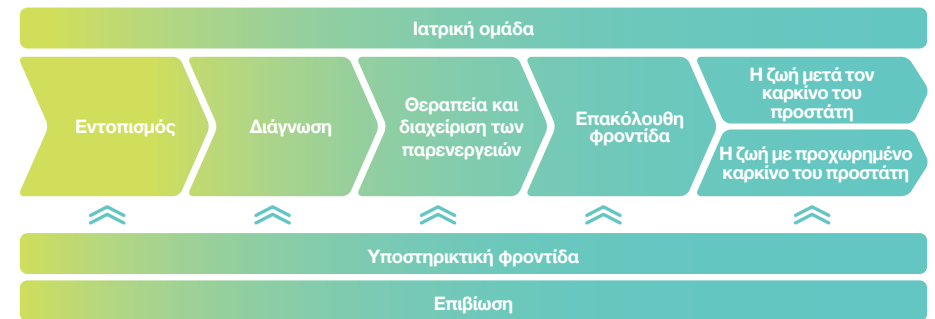 Ιατρική ομάδα
Εντοπισμός
Διάγνωση
Θεραπεία και
διαχείριση των
παρενεργειών
Επακόλουθη
φροντίδα
Η ζωή μετά τον
καρκίνο του
προστάτη
Η ζωή με προχωρημένο
καρκίνο του προστάτη
Υποστηρικτική φροντίδα
Επιβίωση